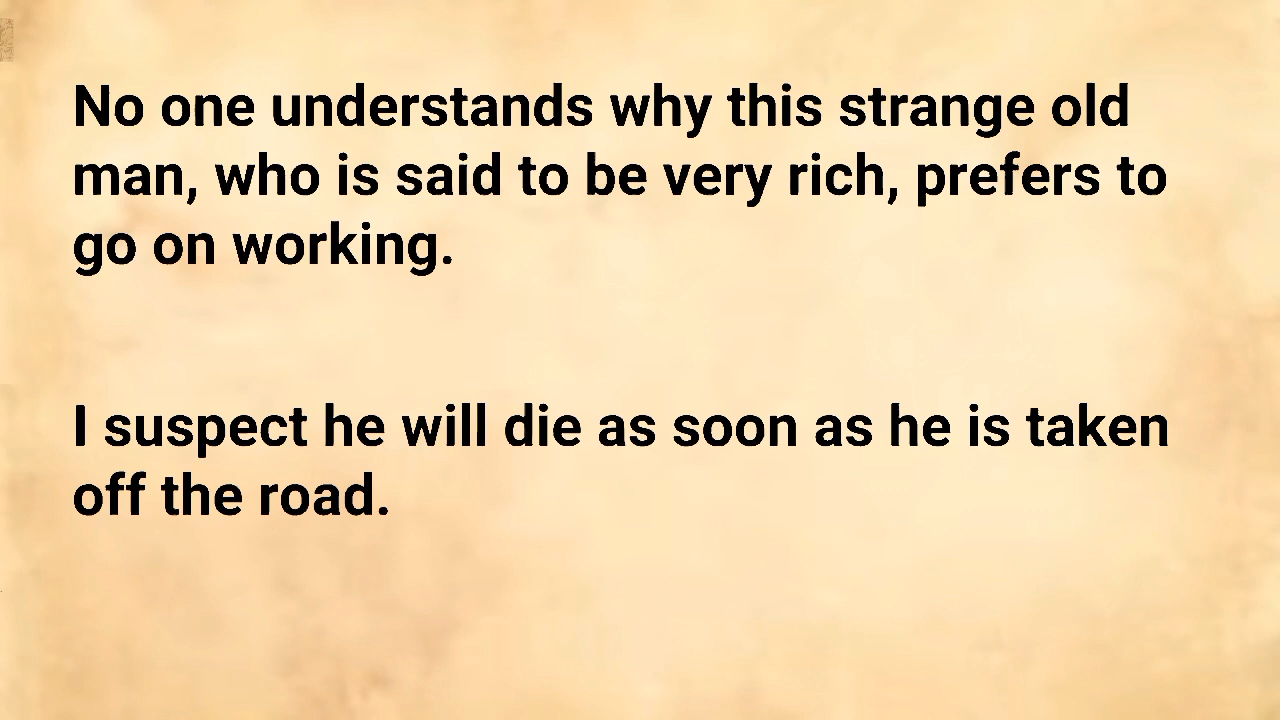 No one understands why this strange old
man, who is said to be very rich, prefers to
go on working.
I suspect he will die as soon as he is taken
off the road.